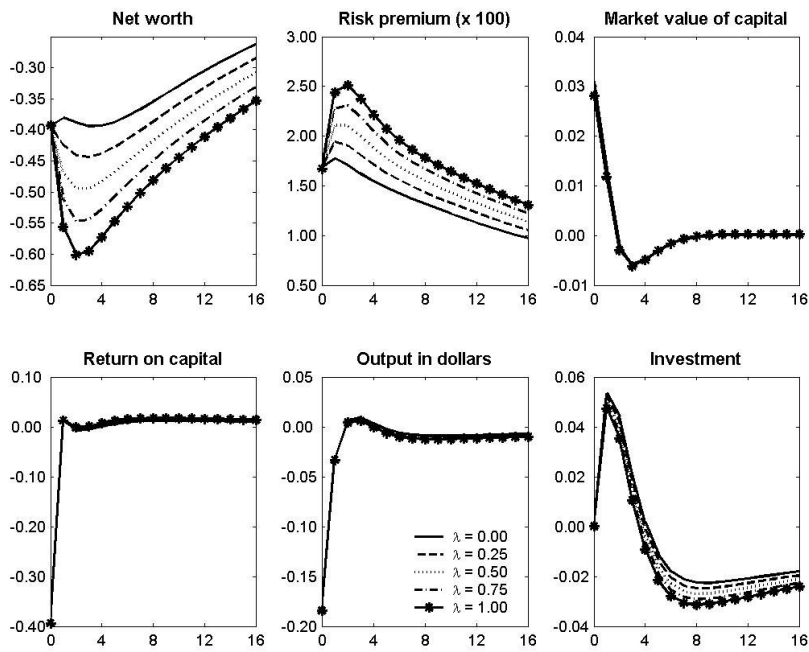 Net worth
Risk premium (x 100)
Market value of capital
-0.30
-0.35
-0.40
-0.45
-0.50
-0.55
-0.60
-0.65
0 4 8 12 16
3.00
2.50
2.00
1.50
1.00
0.50
0 4 8 12 16
0.04
0.03
0.02
0.01
0.00
-0.01
0 4 8 12 16
Return on capital
Output in dollars
Investment
0.10
0.00
-0.10
-0.20
-0.30
-0.40
0 4 8 12 16
0.05
0.00
-0.05
-0.10
-0.15
-0.20
0 4 8 12 16
λ = 0.00
λ = 0.25
λ = 0.50
λ = 0.75
λ = 1.00
0.06
0.04
0.02
0.00
-0.02
-0.04
0 4 8 12 16